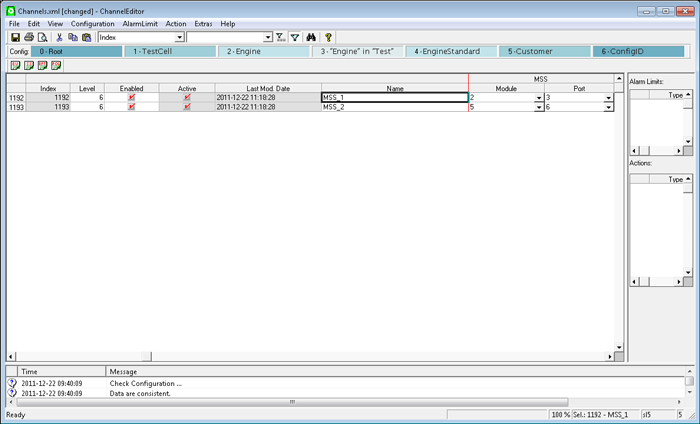 Channels.xml [changed] - ChannelEditor
File Edit View Configuration AlarmLimit Action Extras Help
Index
Config: 0 - Root 1 - TestCell 2 - Engine 3 - "Engine" in "Test" 4 - EngineStandard 5 - Customer 6 - ConfigID
MSS
Index Level Enabled Active Last Mod. Date Name Module Port
1192 1192 6 2011-12-22 11:18:28 MSS_1 2 3
1193 1193 6 2011-12-22 11:18:28 MSS_2 5 6
Alarm Limits:
Type
Actions:
Type
Time Message
2011-12-22 09:40:09 Check Configuration ...
2011-12-22 09:40:09 Data are consistent.
Ready 100 % Sel.: 1192 - MSS_1 sl5 5